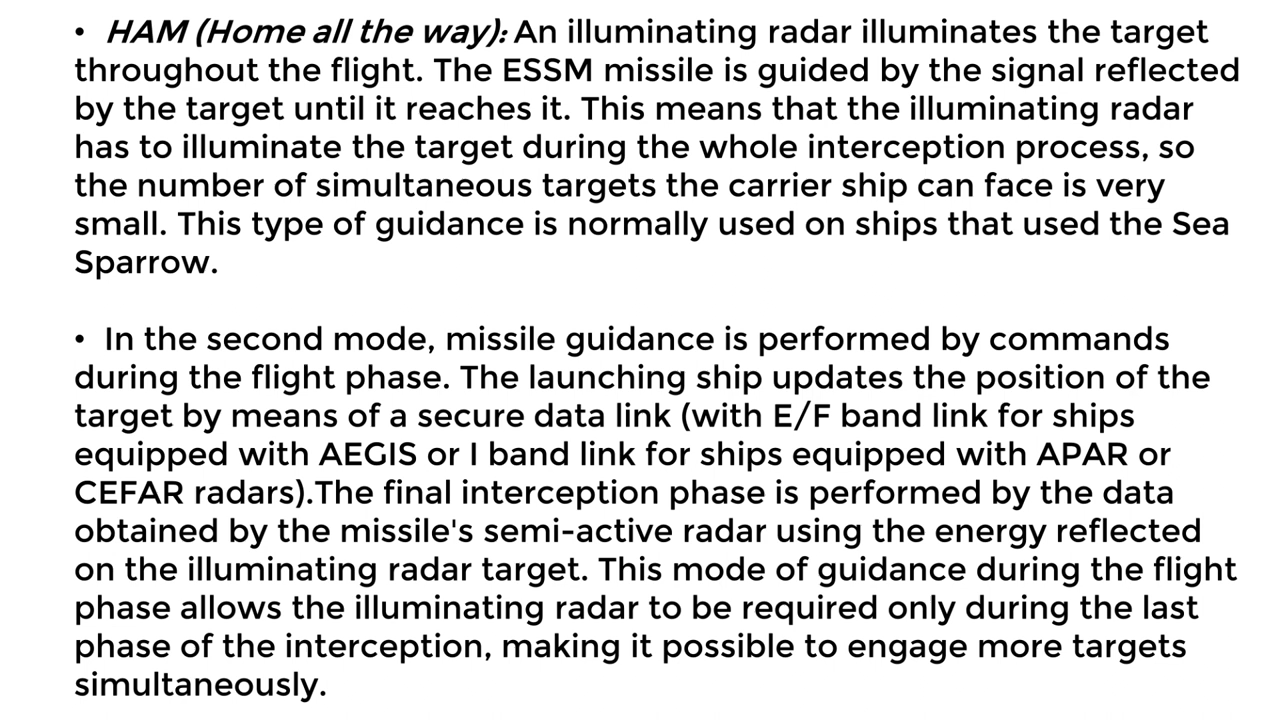 • HAM (Home all the way): An illuminating radar illuminates the target
throughout the flight. The ESSM missile is guided by the signal reflected
by the target until it reaches it. This means that the illuminating radar
has to illuminate the target during the whole interception process, so
the number of simultaneous targets the carrier ship can face is very
small. This type of guidance is normally used on ships that used the Sea
Sparrow.
• In the second mode, missile guidance is performed by commands
during the flight phase. The launching ship updates the position of the
target by means of a secure data link (with E/F band link for ships
equipped with AEGIS or I band link for ships equipped with APAR or
CEFAR radars).The final interception phase is performed by the data
obtained by the missile's semi-active radar using the energy reflected
on the illuminating radar target. This mode of guidance during the flight
phase allows the illuminating radar to be required only during the last
phase of the interception, making it possible to engage more targets
simultaneously.